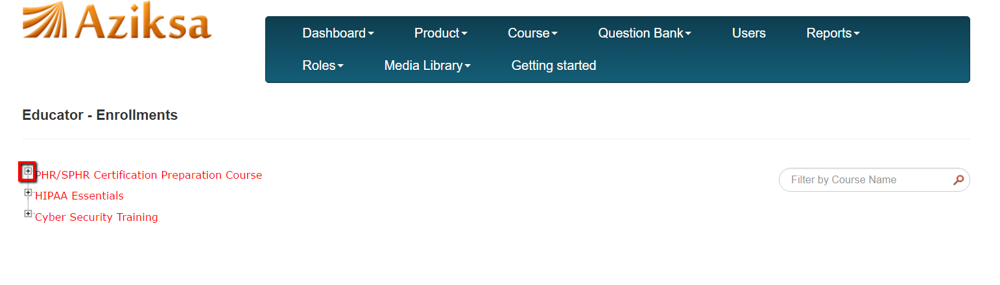 Aziksa
Dashboard Product Course Question Bank Users Reports
Roles Media Library Getting started
Educator - Enrollments
PHR/SPHR Certification Preparation Course
Filter by Course Name
HIPAA Essentials
Cyber Security Training